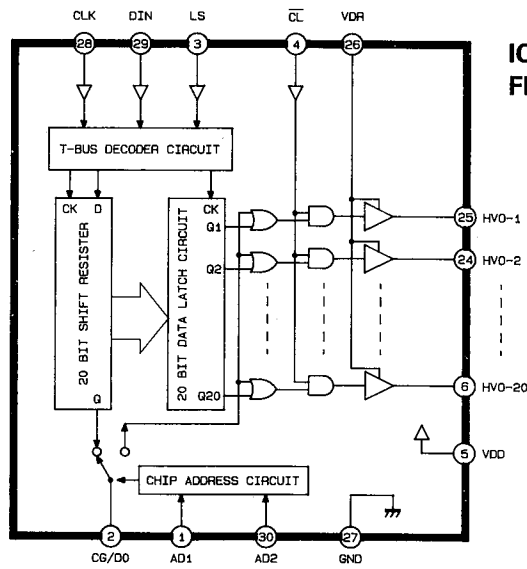 CLK DIN LS CL VDR
28 29 3 4 26
IC
T-BUS DECODER CIRCUIT
CK D
20 BIT SHIFT REGISTER
Q
CK
20 BIT DATA LATCH CIRCUIT
Q1
Q2
Q20
25 HVO-1
24 HVO-2
6 HVO-20
5 VDD
CHIP ADDRESS CIRCUIT
2 1 30 27
CG/DO AD1 AD2 GND